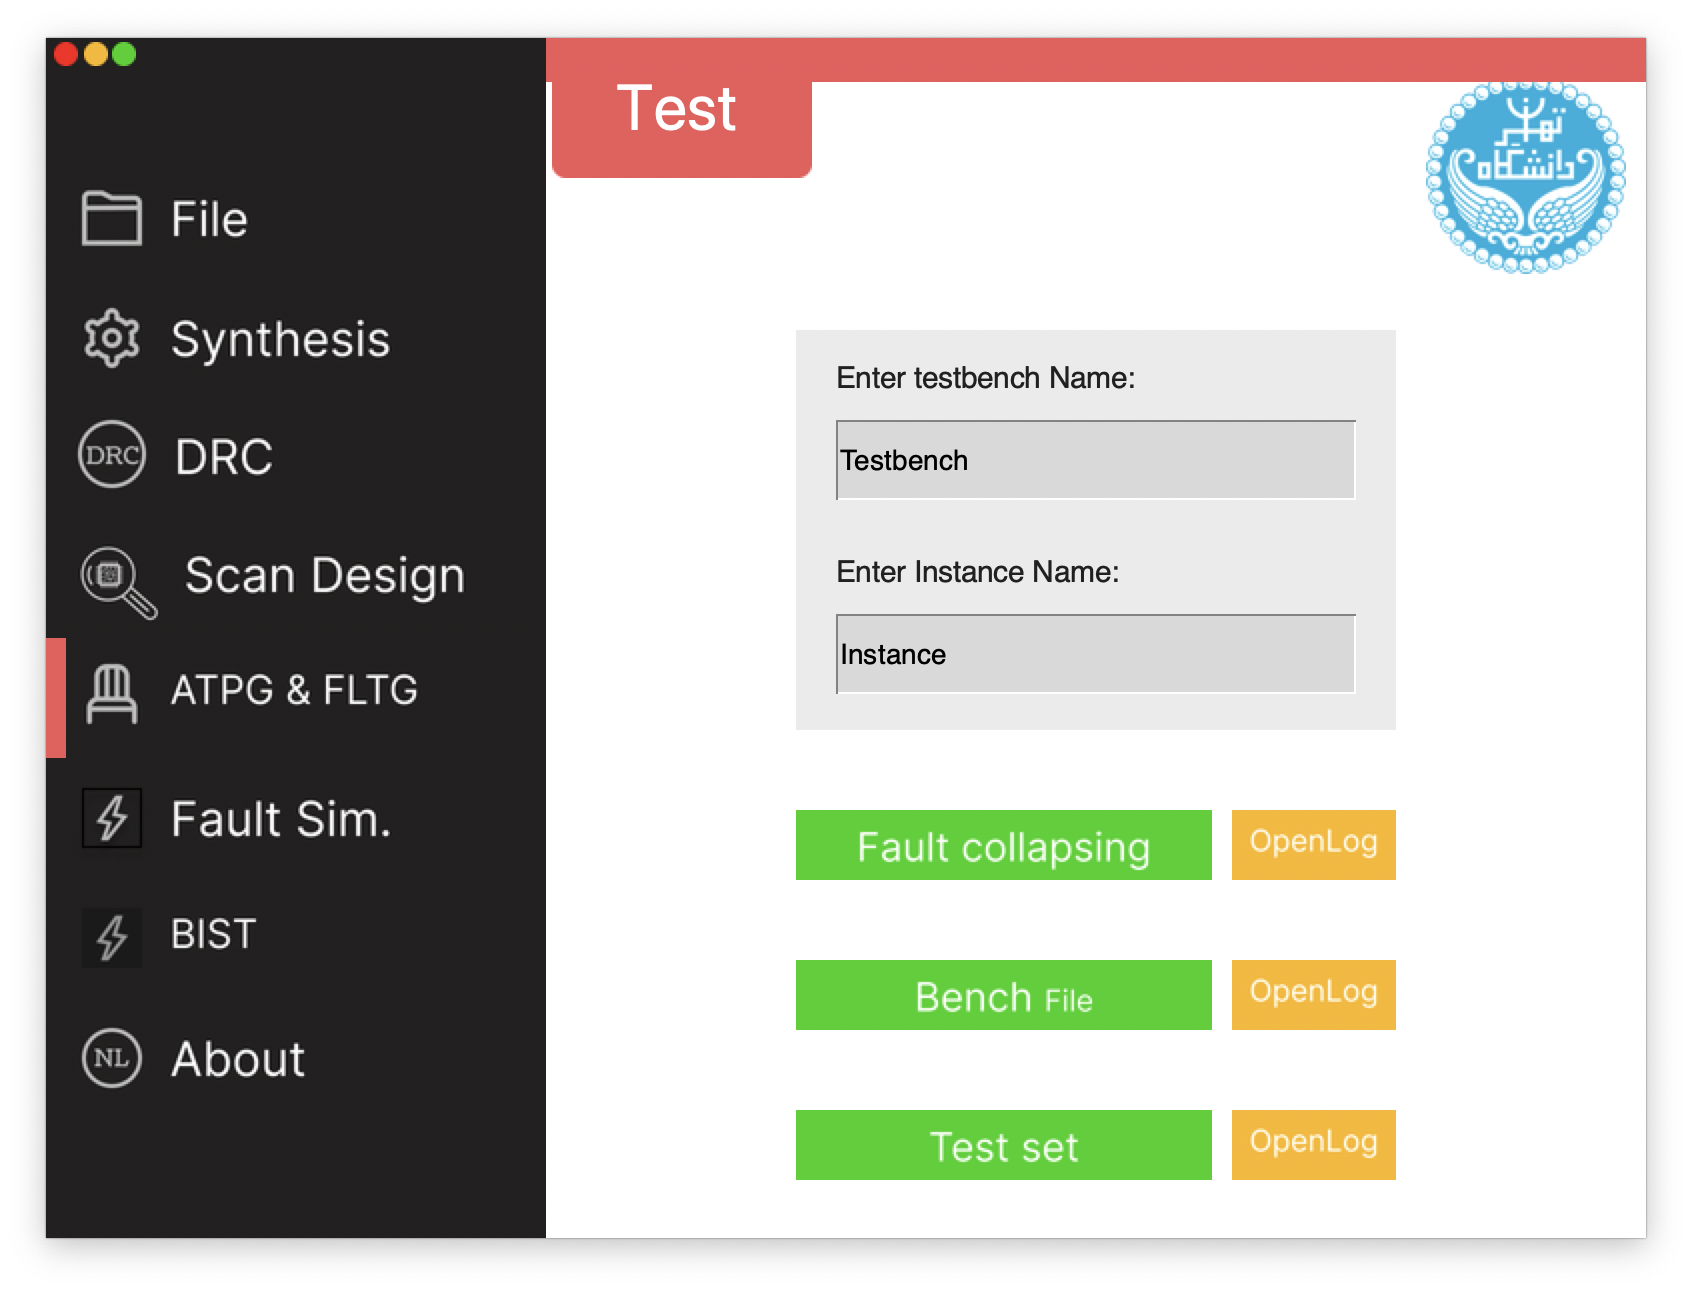 Test
تهران
دانشگاه
File
Synthesis
DRC
DRC
Scan Design
ATPG & FLTG
Fault Sim.
BIST
NL
About
Enter testbench Name:
Testbench
Enter Instance Name:
Instance
Fault collapsing
OpenLog
Bench File
OpenLog
Test set
OpenLog